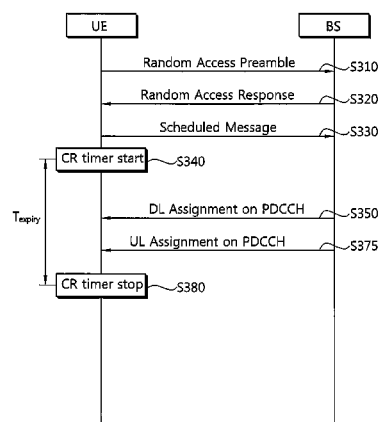 UE
BS
Random Access Preamble
S310
Random Access Response
S320
Scheduled Message
S330
CR timer start
S340
Texpiry
DL Assignment on PDCCH
S350
UL Assignment on PDCCH
S375
CR timer stop
S380